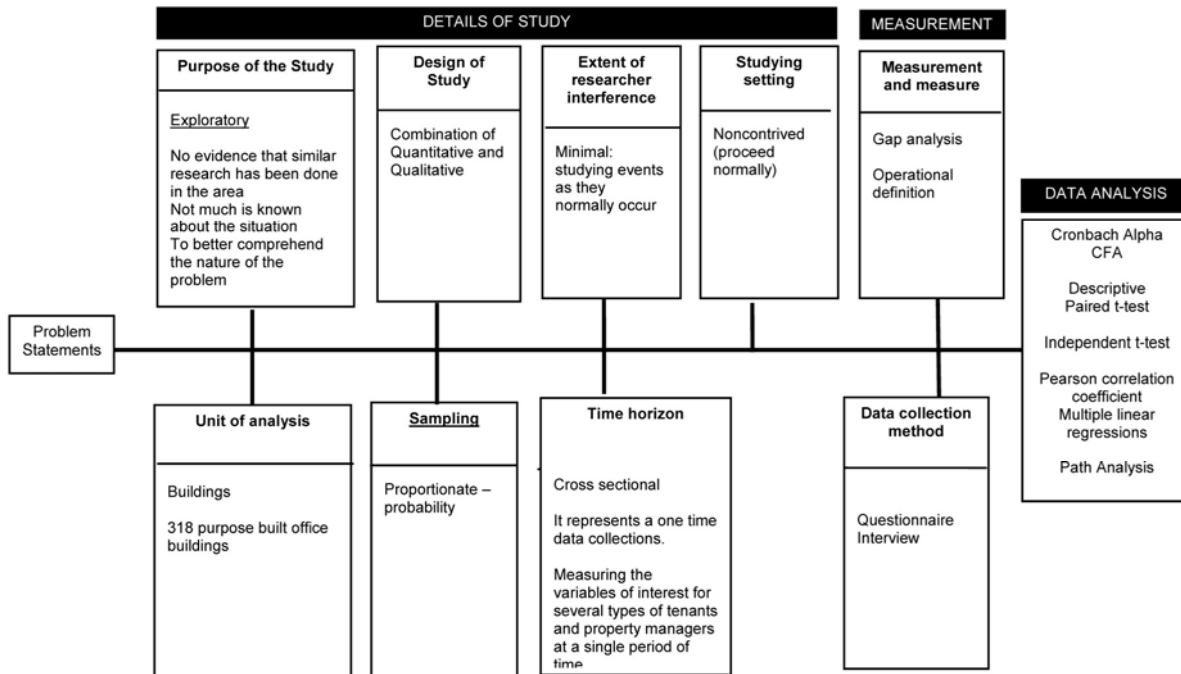 DETAILS OF STUDY
MEASUREMENT
Purpose of the Study
Exploratory
No evidence that similar
research has been done
in the area
Not much is known
about the situation
To better comprehend
the nature of the
problem
Design of
Study
Combination of
Quantitative and
Qualitative
Extent of
researcher
interference
Minimal:
studying events
as they
normally occur
Studying
setting
Noncontrived
(proceed
normally)
Measurement
and measure
Gap analysis
Operational
definition
DATA ANALYSIS
Cronbach Alpha
CFA
Descriptive
Paired t-test
Independent t-test
Pearson correlation
coefficient
Multiple linear
regressions
Path Analysis
Problem
Statements
Unit of analysis
Buildings
318 purpose built office
buildings
Sampling
Proportionate –
probability
Time horizon
Cross sectional
It represents a one time
data collections.
Measuring the
variables of interest for
several types of tenants
and property managers
at a single period of
time
Data collection
method
Questionnaire
Interview